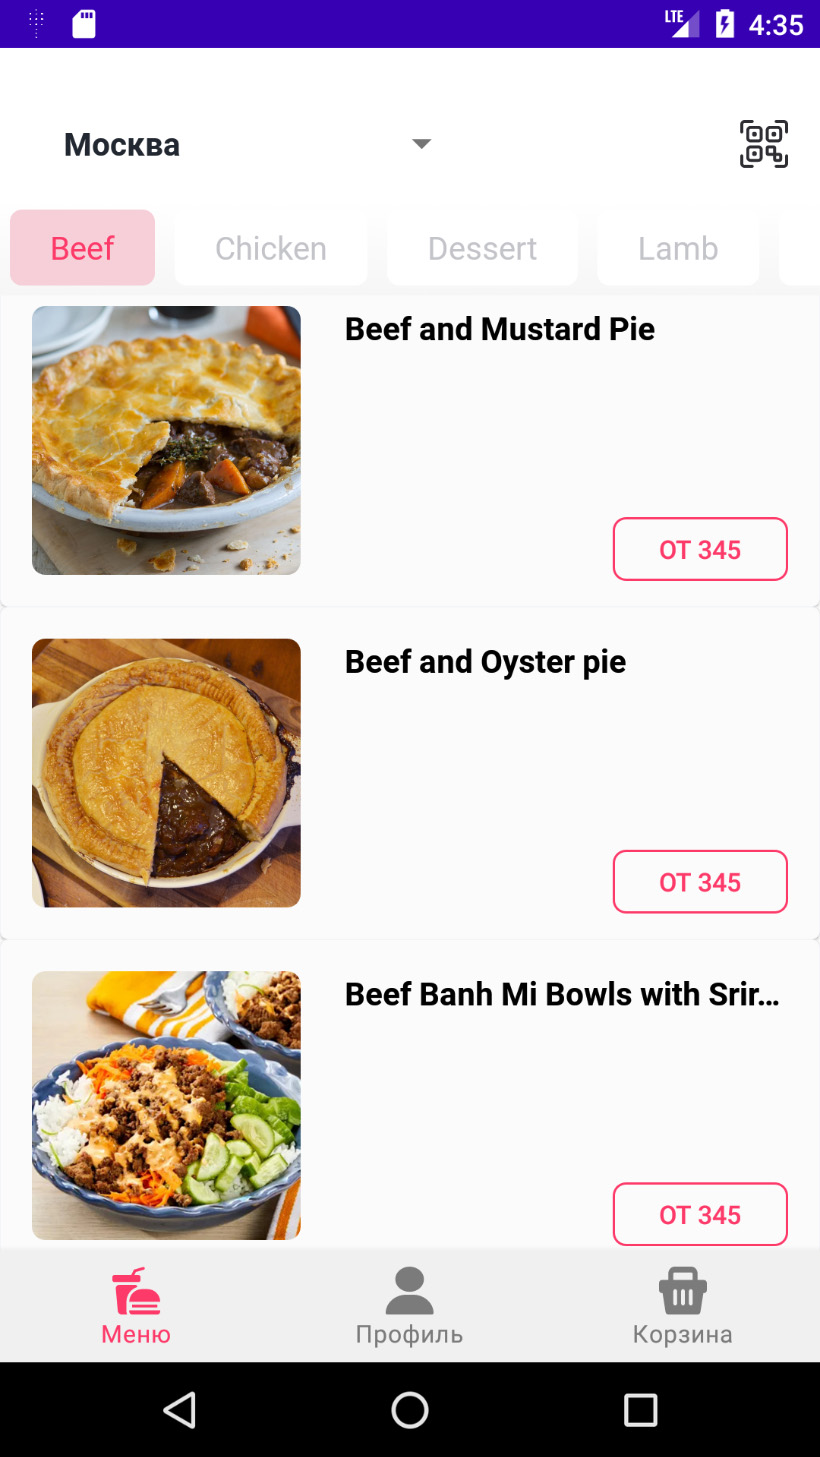 LTE 4:35
Москва
Beef Chicken Dessert Lamb
Beef and Mustard Pie
ОТ 345
Beef and Oyster pie
ОТ 345
Beef Banh Mi Bowls with Srir…
ОТ 345
Меню Профиль Корзина